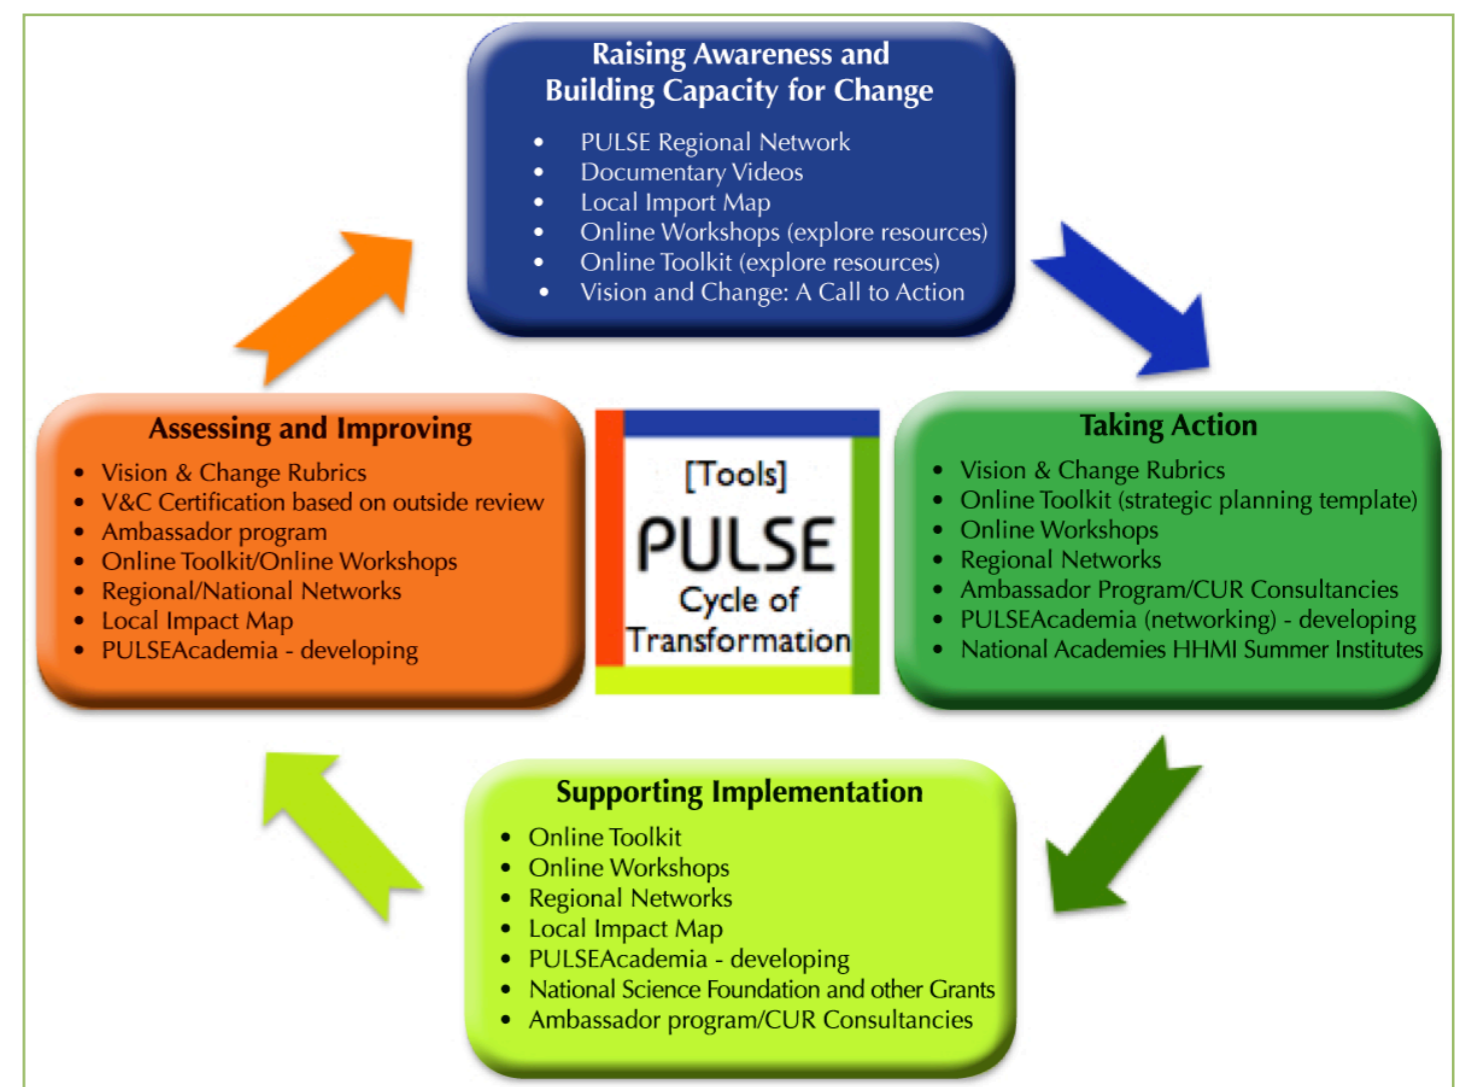 Raising Awareness and
Building Capacity for Change
• PULSE Regional Network
• Documentary Videos
• Local Import Map
• Online Workshops (explore resources)
• Online Toolkit (explore resources)
• Vision and Change: A Call to Action
Assessing and Improving
• Vision & Change Rubrics
• V&C Certification based on outside review
• Ambassador program
• Online Toolkit/Online Workshops
• Regional/National Networks
• Local Impact Map
• PULSEAcademia - developing
[Tools]
PULSE
Cycle of
Transformation
Taking Action
• Vision & Change Rubrics
• Online Toolkit (strategic planning template)
• Online Workshops
• Regional Networks
• Ambassador Program/CUR Consultancies
• PULSEAcademia (networking) - developing
• National Academies HHMI Summer Institutes
Supporting Implementation
• Online Toolkit
• Online Workshops
• Regional Networks
• Local Impact Map
• PULSEAcademia - developing
• National Science Foundation and other Grants
• Ambassador program/CUR Consultancies